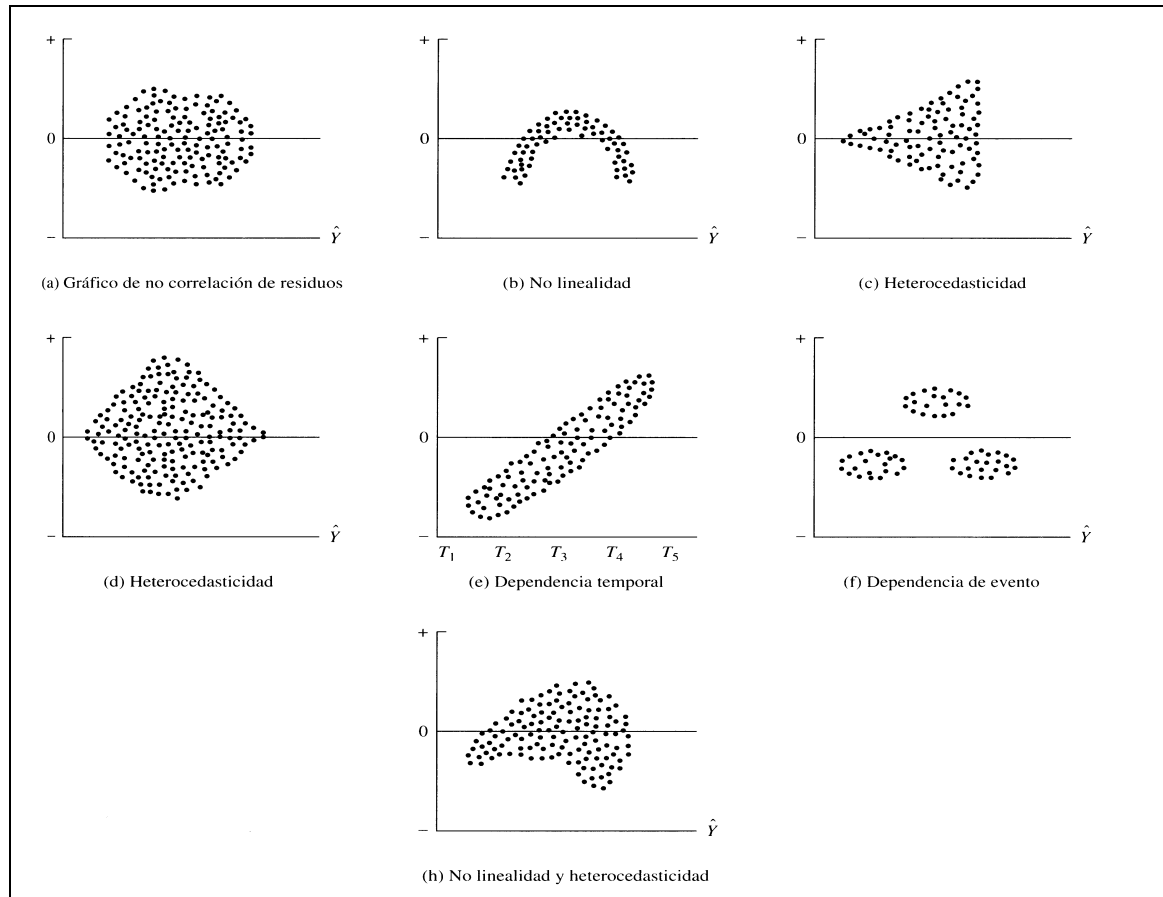 +
0
−
Ŷ
(a) Gráfico de no correlación de residuos
+
0
−
Ŷ
(b) No linealidad
+
0
−
Ŷ
(c) Heterocedasticidad
+
0
−
Ŷ
(d) Heterocedasticidad
+
0
−
T₁ T₂ T₃ T₄ T₅
(e) Dependencia temporal
+
0
−
Ŷ
(f) Dependencia de evento
+
0
−
Ŷ
(h) No linealidad y heterocedasticidad